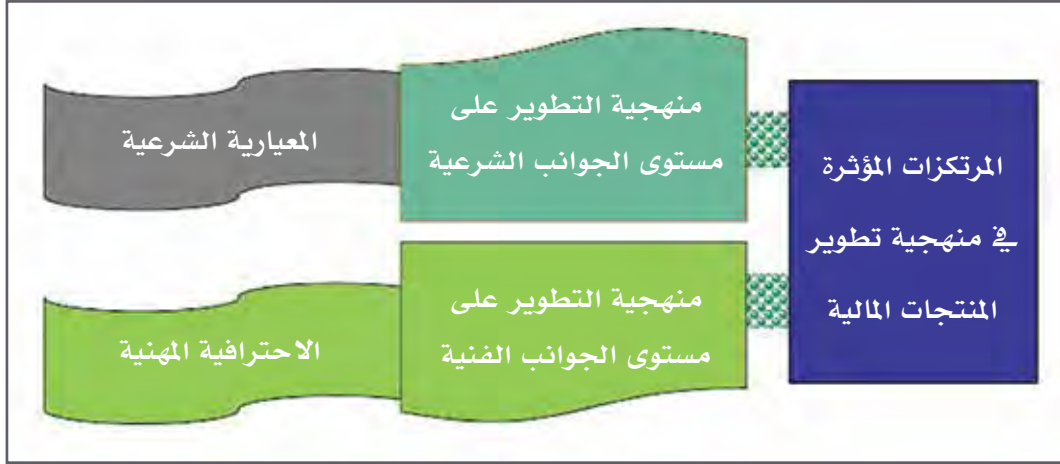 المرتكزات المؤثرة
في منهجية تطوير
المنتجات المالية
منهجية التطوير على
مستوى الجوانب الشرعية
المعيارية الشرعية
منهجية التطوير على
مستوى الجوانب الفنية
الاحترافية المهنية